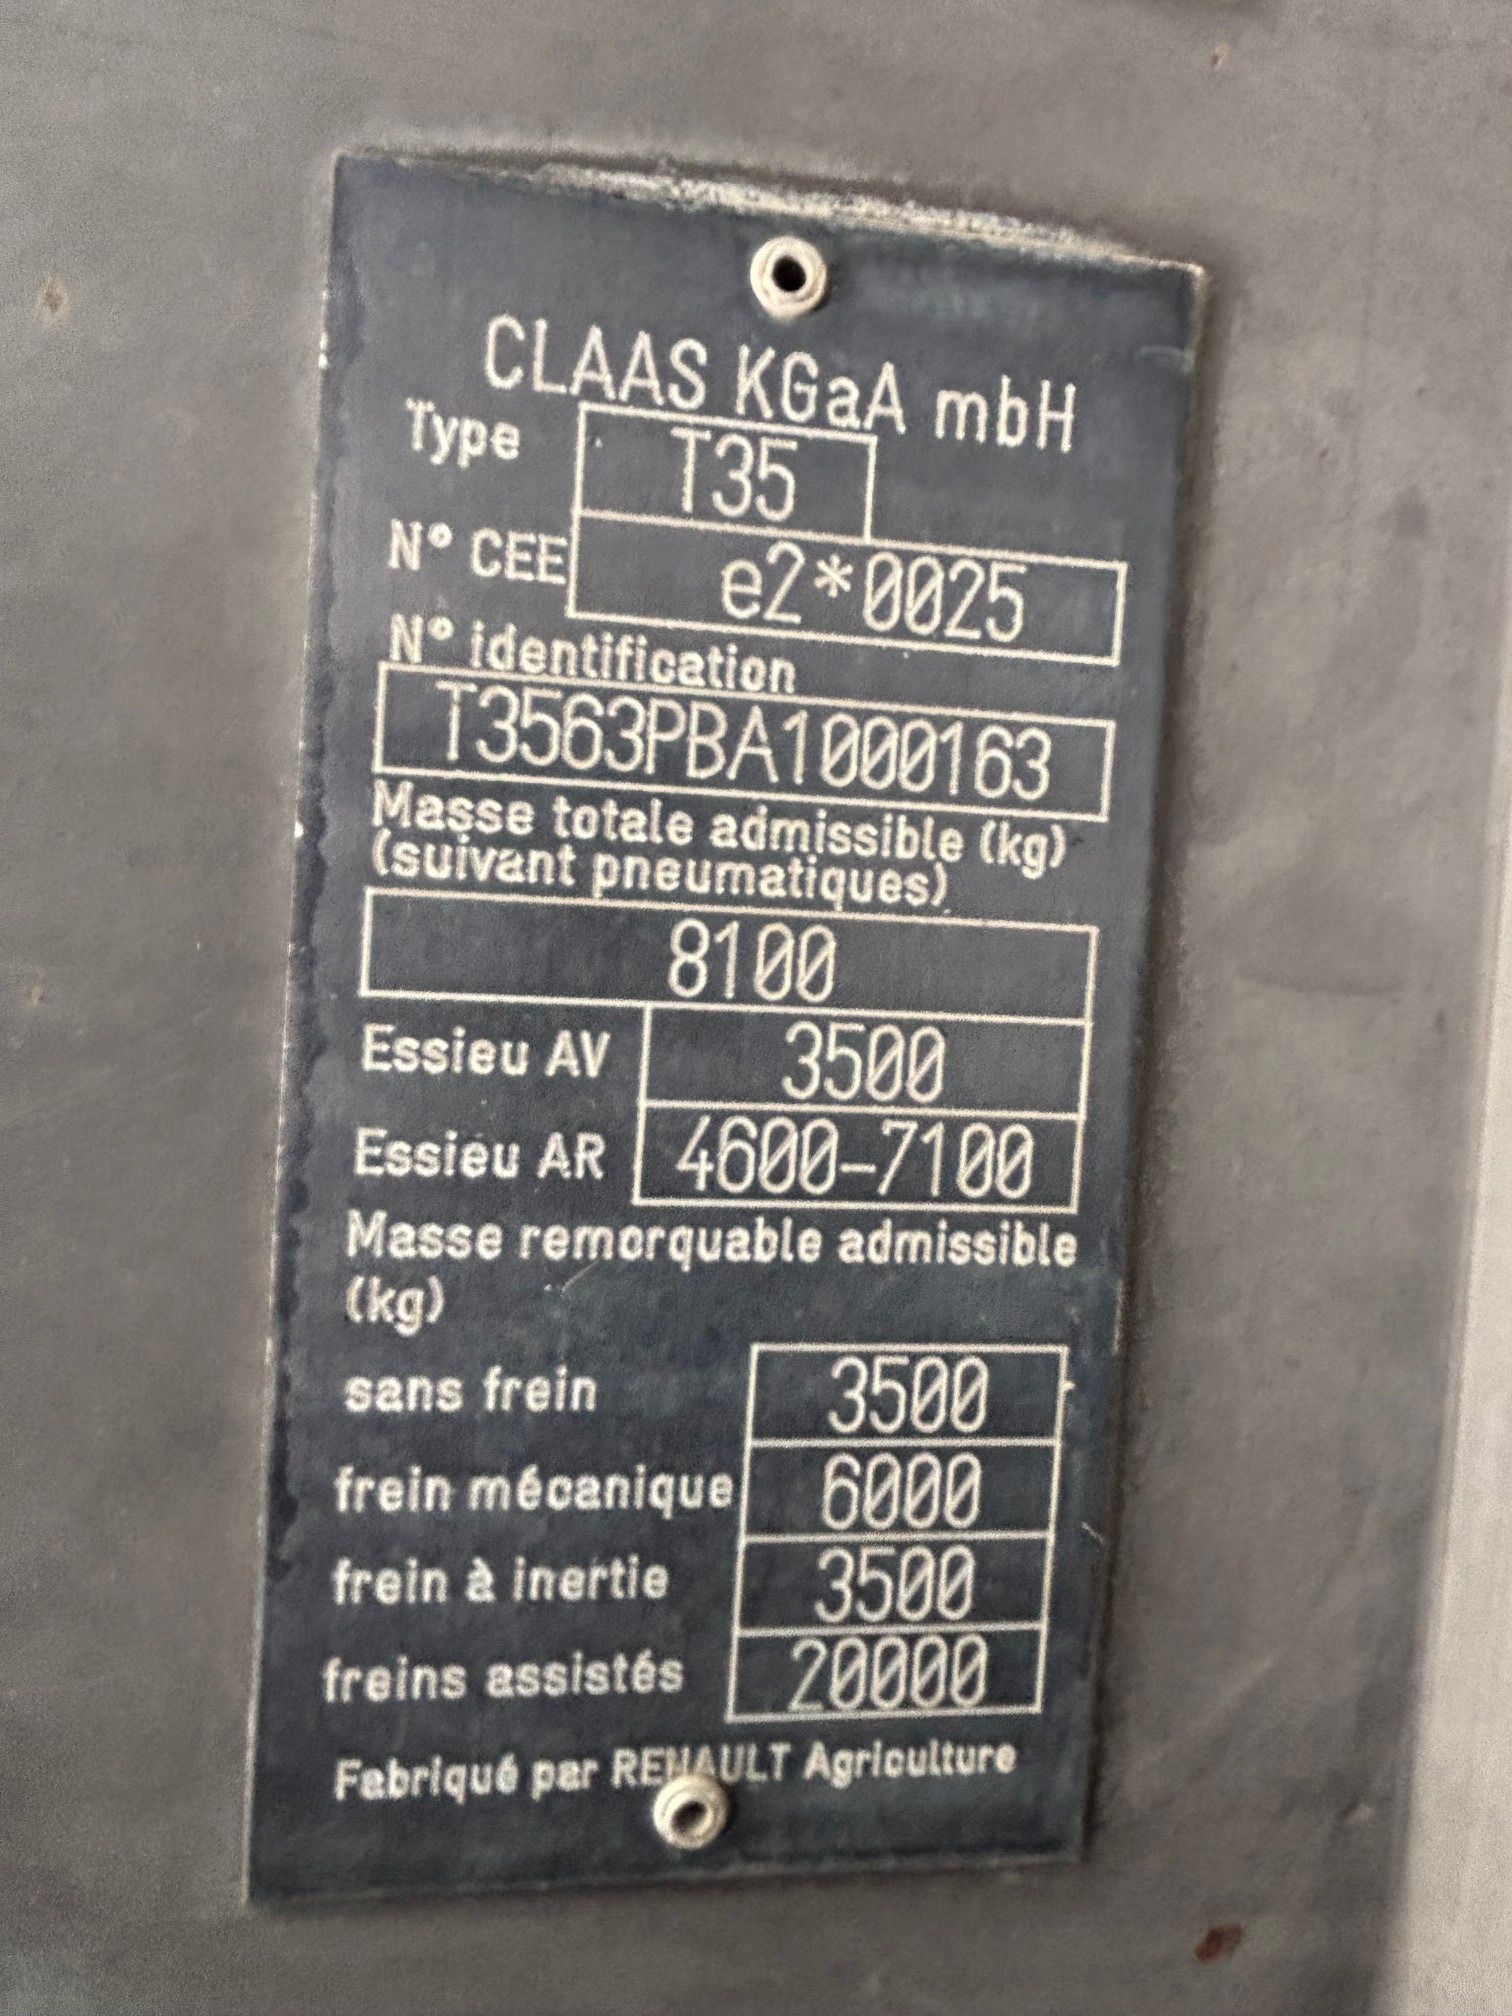 CLAAS KGaA mbH
Type T35
N° CEE e2*0025
N° identification
T3563PBA1000163
Masse totale admissible (kg)
(suivant pneumatiques)
8100
Essieu AV 3500
Essieu AR 4600-7100
Masse remorquable admissible
(kg)
sans frein 3500
frein mécanique 6000
frein à inertie 3500
freins assistés 20000
Fabriqué par RENAULT Agriculture